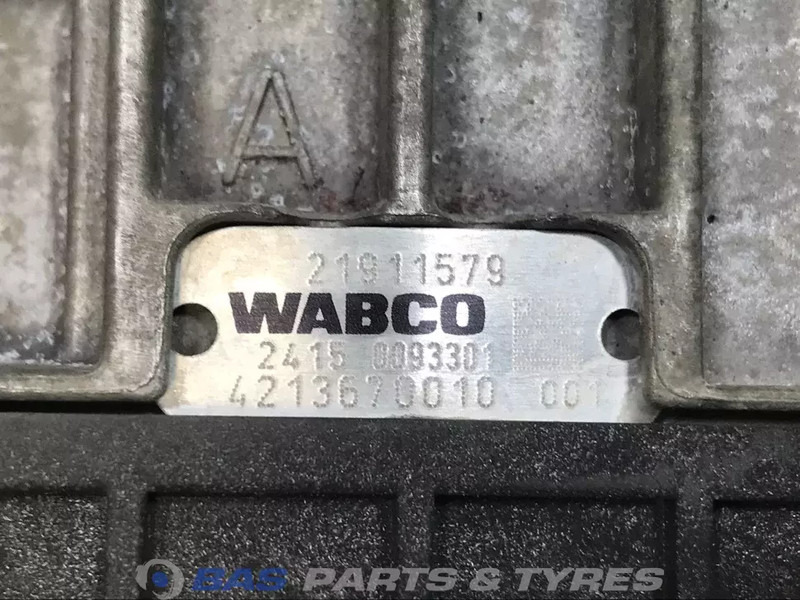 A
21911579
WABCO
2415 0093301
4213670010 001
BAS PARTS & TYRES